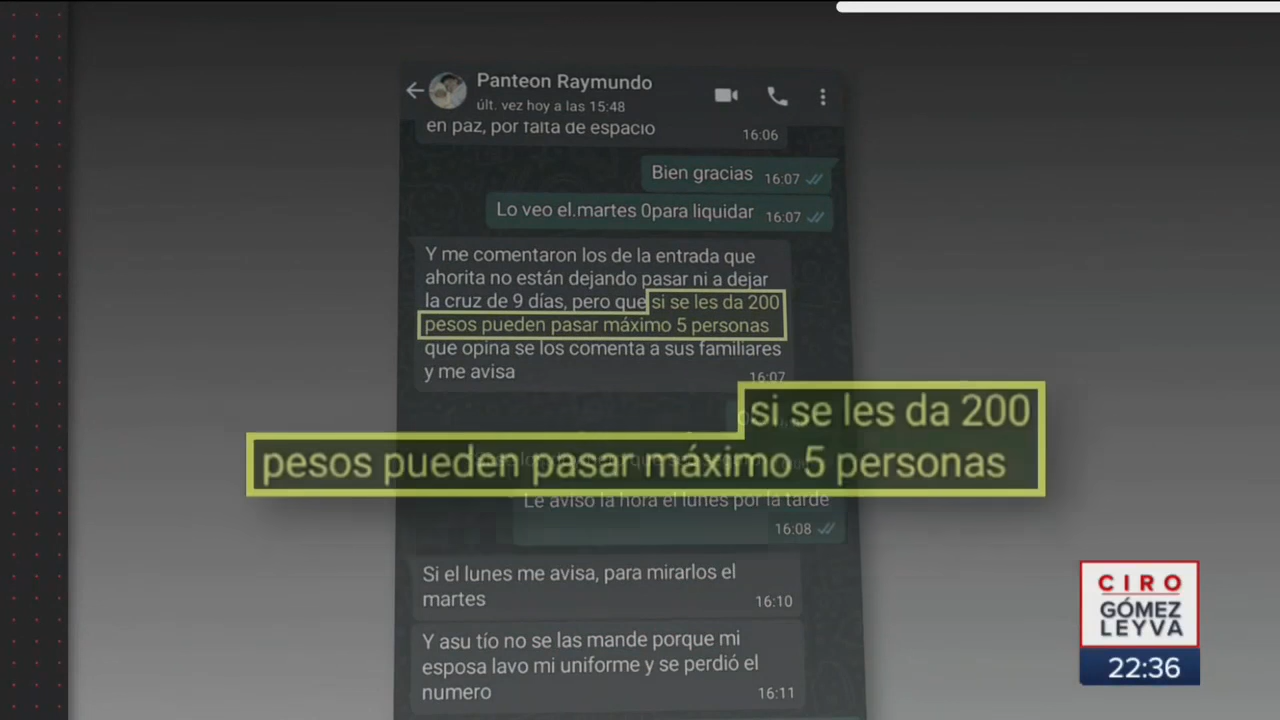 Panteon Raymundo
últ. vez hoy a las 15:48
en paz, por falta de espacio
16:06
Bien gracias 16:07
Lo veo el.martes 0para liquidar 16:07
Y me comentaron los de la entrada que
ahorita no están dejando pasar ni a dejar
la cruz de 9 días, pero que si se les da 200
pesos pueden pasar máximo 5 personas
que opina se los comenta a sus familiares
y me avisa
16:07
si se les da 200
pesos pueden pasar máximo 5 personas
Le aviso la hora el lunes por la tarde
16:08
Si el lunes me avisa, para mirarlos el
martes
16:10
Y asu tío no se las mande porque mi
esposa lavo mi uniforme y se perdió el
numero
16:11
CIRO
GÓMEZ
LEYVA
22:36